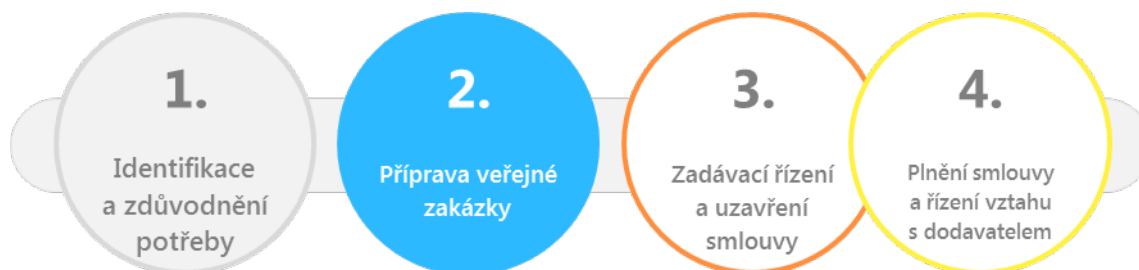 1.
Identifikace
a zdůvodnění
potřeby
2.
Příprava veřejné
zakázky
3.
Zadávací řízení
a uzavření
smlouvy
4.
Plnění smlouvy
a řízení vztahu
s dodavatelem